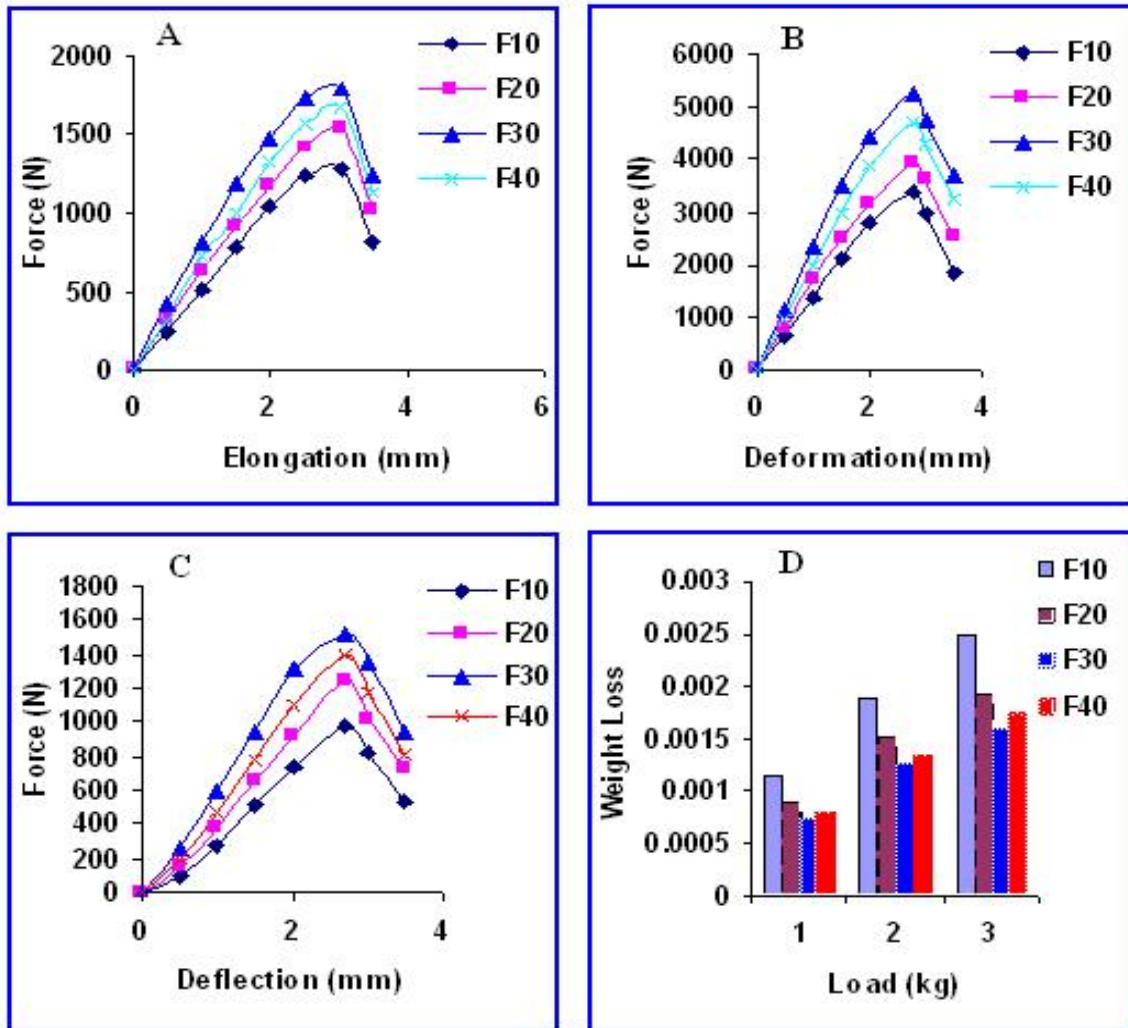 A
2000
1500
1000
500
0
0 2 4 6
Force (N)
Elongation (mm)
F10
F20
F30
F40
B
6000
5000
4000
3000
2000
1000
0
0 2 4
Force (N)
Deformation(mm)
F10
F20
F30
F40
C
1800
1600
1400
1200
1000
800
600
400
200
0
0 2 4
Force (N)
Deflection (mm)
F10
F20
F30
F40
D
0.003
0.0025
0.002
0.0015
0.001
0.0005
0
1 2 3
Weight Loss
Load (kg)
F10
F20
F30
F40